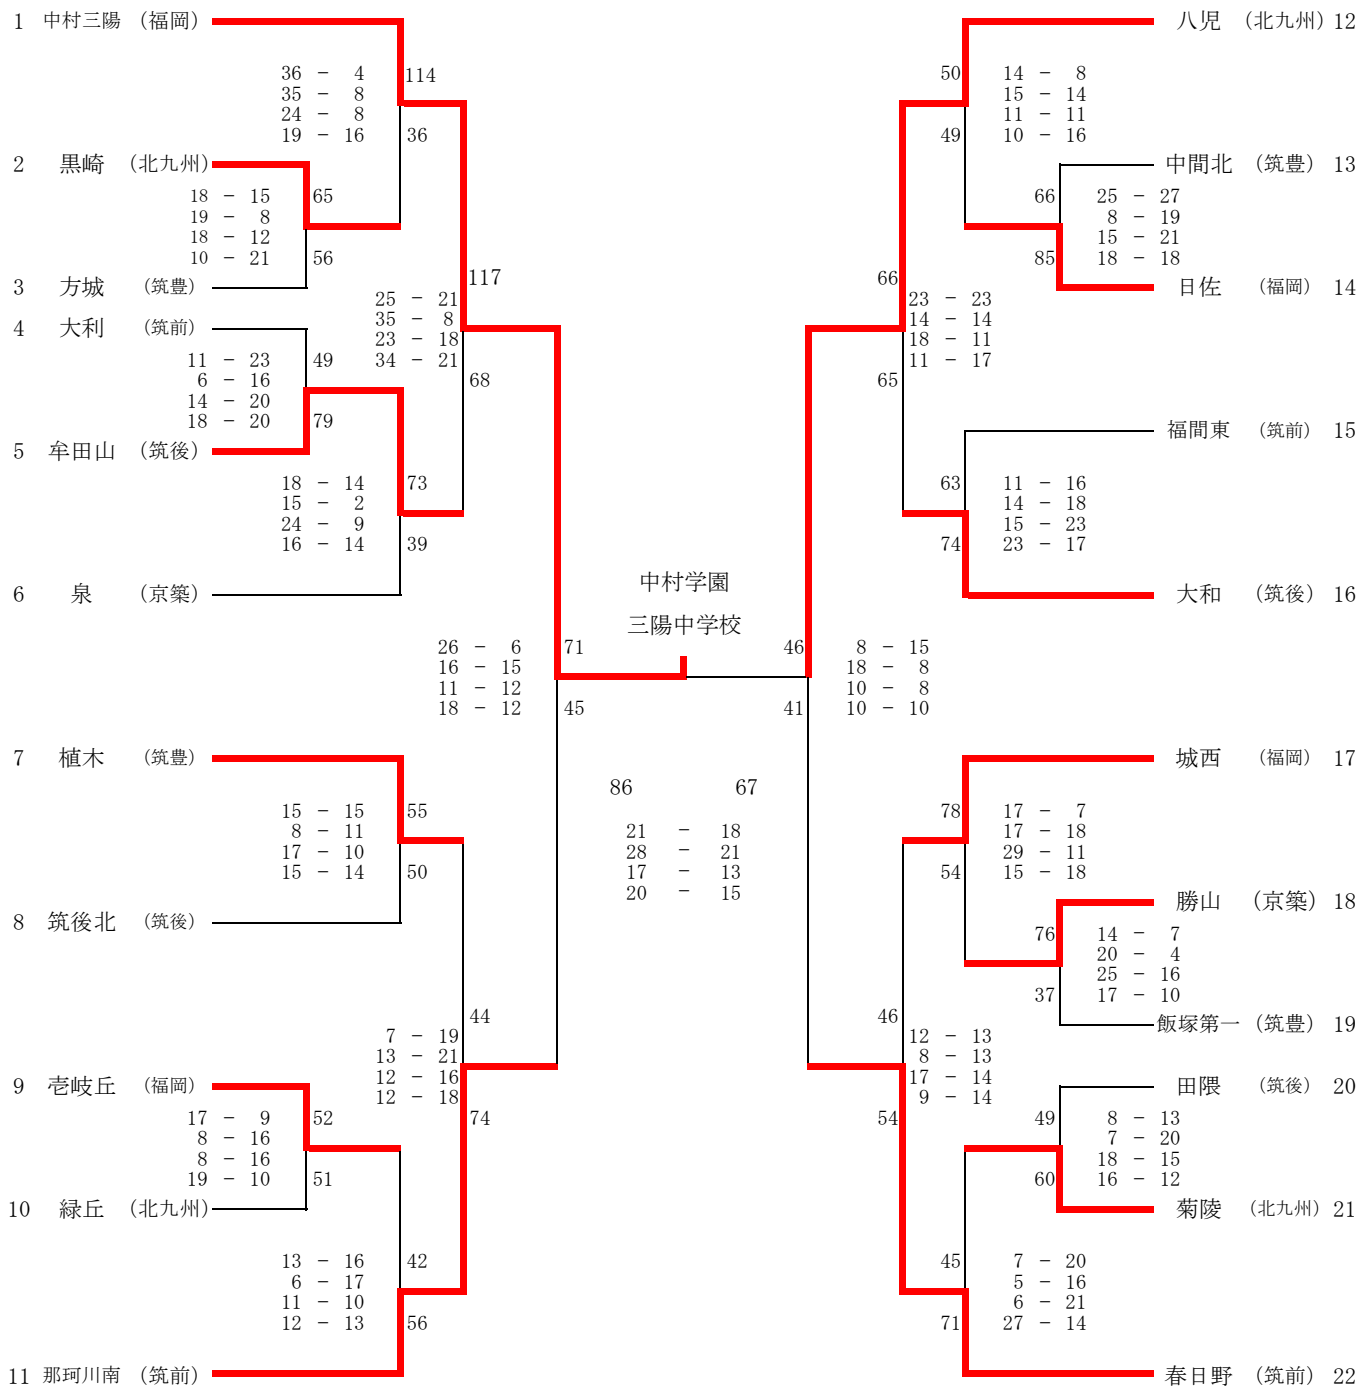 1 中村三陽 (福岡)
36 - 4
35 - 8
24 - 8
19 - 16
114
36
2 黒崎 (北九州)
18 - 15
19 - 8
18 - 12
10 - 21
65
56
3 方城 (筑豊)
4 大利 (筑前)
11 - 23
6 - 16
14 - 20
18 - 20
49
79
5 牟田山 (筑後)
117
25 - 21
35 - 8
23 - 18
34 - 21
68
18 - 14
15 - 2
24 - 9
16 - 14
73
39
6 泉 (京築)
26 - 6
16 - 15
11 - 12
18 - 12
71
45
7 植木 (筑豊)
15 - 15
8 - 11
17 - 10
15 - 14
55
50
8 筑後北 (筑後)
44
7 - 19
13 - 21
12 - 16
12 - 18
74
9 壱岐丘 (福岡)
17 - 9
8 - 16
8 - 16
19 - 10
52
51
10 緑丘 (北九州)
13 - 16
6 - 17
11 - 10
12 - 13
42
56
11 那珂川南 (筑前)
中村学園
三陽中学校
86 67
21 - 18
28 - 21
17 - 13
20 - 15
八児 (北九州) 12
50
49
14 - 8
15 - 14
11 - 11
10 - 16
中間北 (筑豊) 13
66
85
25 - 27
8 - 19
15 - 21
18 - 18
日佐 (福岡) 14
66
65
23 - 23
14 - 14
18 - 11
11 - 17
福間東 (筑前) 15
63
74
11 - 16
14 - 18
15 - 23
23 - 17
大和 (筑後) 16
46
41
8 - 15
18 - 8
10 - 8
10 - 10
城西 (福岡) 17
78
54
17 - 7
17 - 18
29 - 11
15 - 18
勝山 (京築) 18
76
37
14 - 7
20 - 4
25 - 16
17 - 10
飯塚第一 (筑豊) 19
46
54
12 - 13
8 - 13
17 - 14
9 - 14
田隈 (筑後) 20
49
60
8 - 13
7 - 20
18 - 15
16 - 12
菊陵 (北九州) 21
45
71
7 - 20
5 - 16
6 - 21
27 - 14
春日野 (筑前) 22